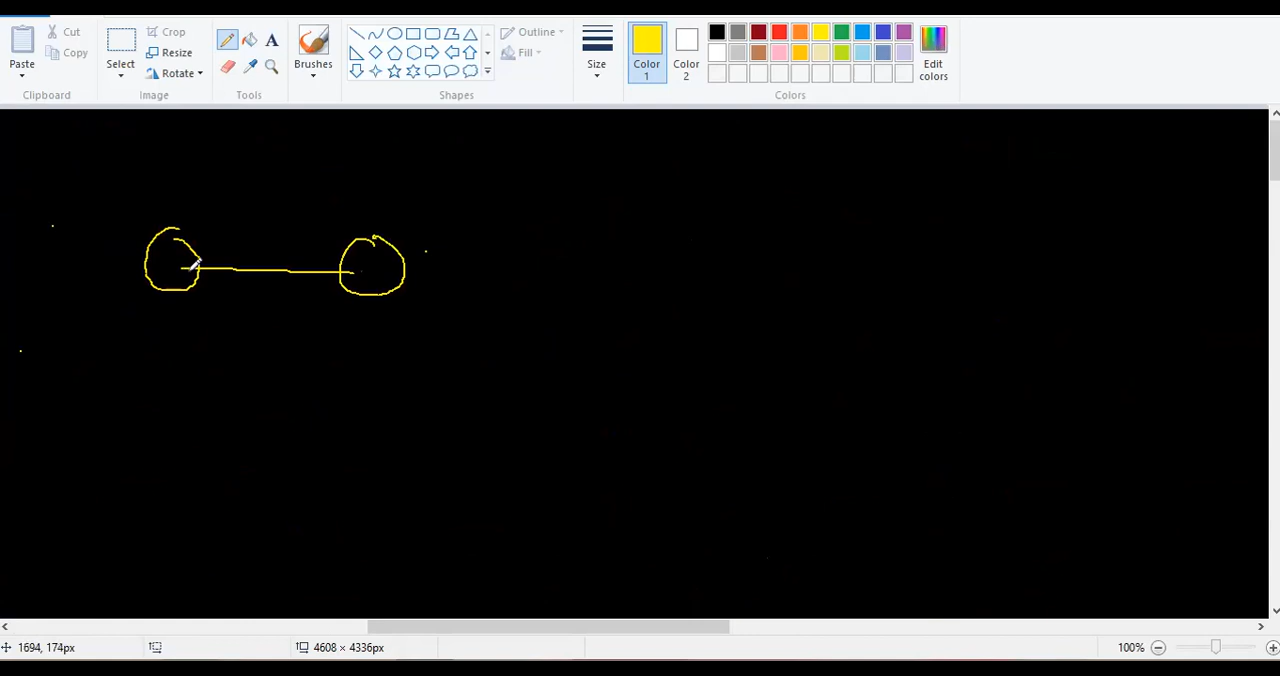 Cut
Copy
Paste
Clipboard
Crop
Resize
Rotate
Select
Image
A
Tools
Brushes
Shapes
Outline
Fill
Size
Color 1
Color 2
Edit colors
Colors
1694, 174px
4608 × 4336px
100%